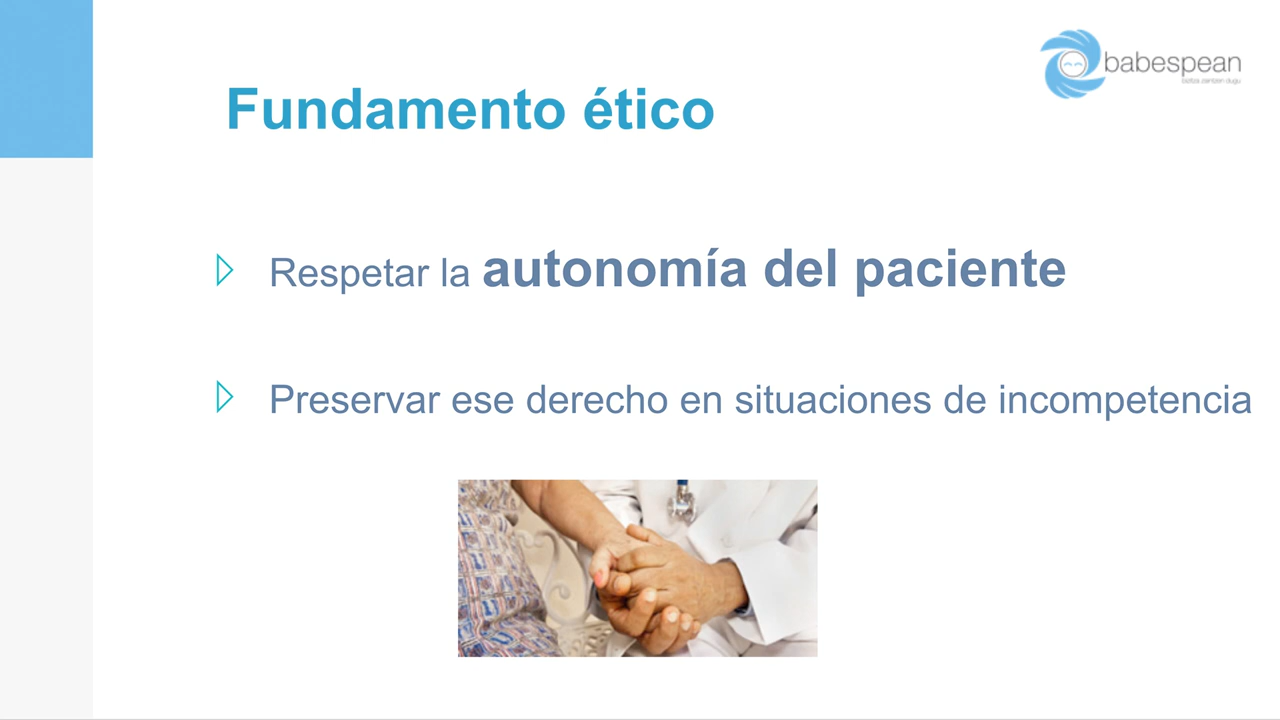 babespean
Fundamento ético
Respetar la autonomía del paciente
Preservar ese derecho en situaciones de incompetencia